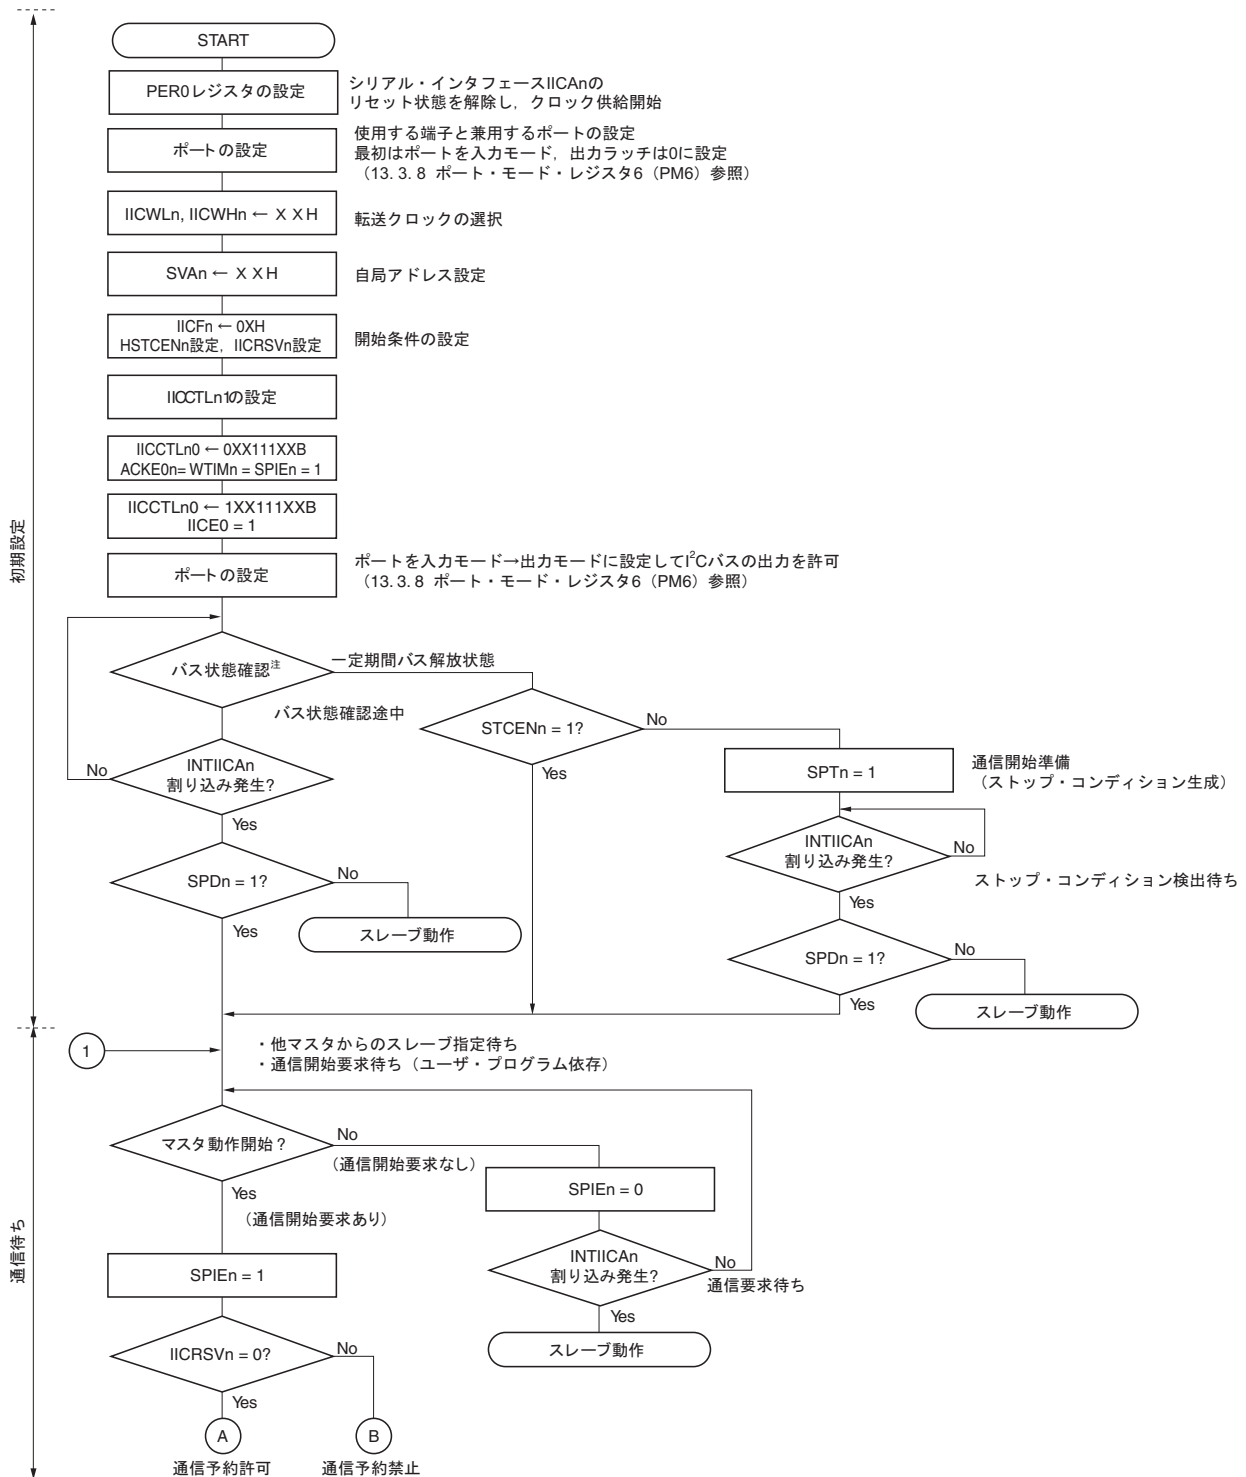 START
PER0レジスタの設定
シリアル・インタフェースIICAnの
リセット状態を解除し,クロック供給開始
ポートの設定
使用する端子と兼用するポートの設定
最初はポートを入力モード,出力ラッチは0に設定
(13.3.8 ポート・モード・レジスタ6(PM6)参照)
IICWLn, IICWHn ← X X H
転送クロックの選択
SVAn ← X X H
自局アドレス設定
IICFn ← 0XH
HSTCENn設定, IICRSVn設定
開始条件の設定
IICCTLn1の設定
IICCTLn0 ← 0XX111XXB
ACKE0n= WTIMn = SPIEn = 1
IICCTLn0 ← 1XX111XXB
IICE0 = 1
初期設定
ポートの設定
ポートを入力モード→出力モードに設定してI²Cバスの出力を許可
(13.3.8 ポート・モード・レジスタ6(PM6)参照)
バス状態確認注
一定期間バス解放状態
バス状態確認途中
STCENn = 1?
No
Yes
INTIICAn
割り込み発生?
No
Yes
SPTn = 1
通信開始準備
(ストップ・コンディション生成)
INTIICAn
割り込み発生?
No
ストップ・コンディション検出待ち
Yes
SPDn = 1?
No
Yes
スレーブ動作
SPDn = 1?
No
Yes
スレーブ動作
1
・他マスタからのスレーブ指定待ち
・通信開始要求待ち(ユーザ・プログラム依存)
マスタ動作開始?
No
(通信開始要求なし)
Yes
(通信開始要求あり)
SPIEn = 0
通信待ち
SPIEn = 1
INTIICAn
割り込み発生?
No
通信要求待ち
Yes
スレーブ動作
IICRSVn = 0?
No
Yes
A
B
通信予約許可
通信予約禁止